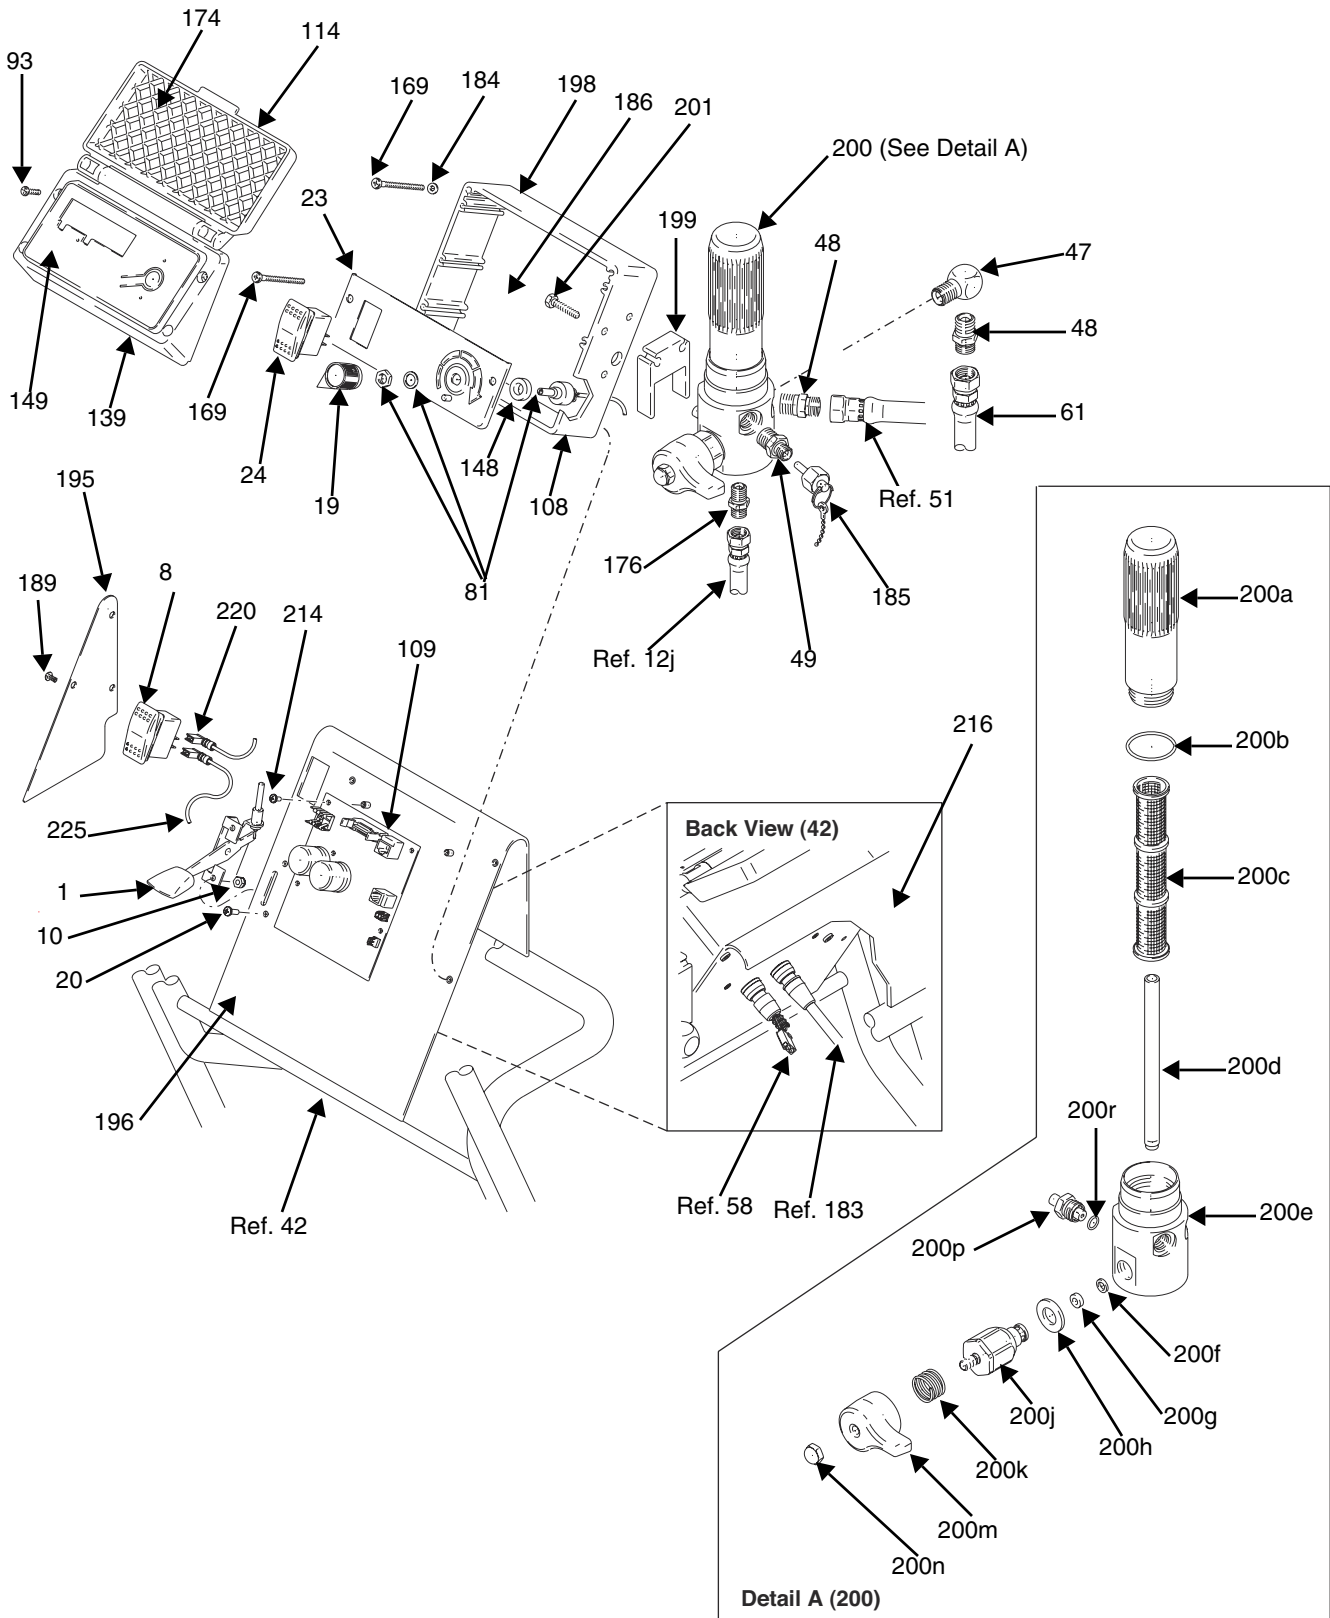 174
114
93
169
184
198
186
201
200 (See Detail A)
23
199
48
47
48
61
149
139
169
24
19
148
108
81
Ref. 51
176
185
49
Ref. 12j
195
8
189
220
214
109
216
225
1
10
20
196
Ref. 42
Back View (42)
Ref. 58
Ref. 183
200a
200b
200c
200d
200r
200e
200p
200f
200g
200h
200j
200k
200m
200n
Detail A (200)